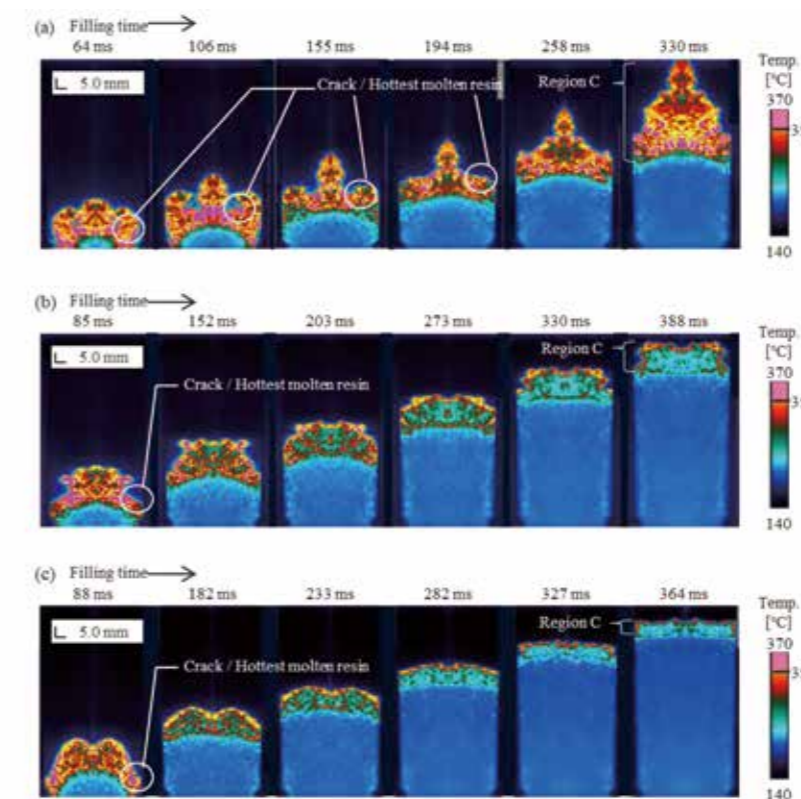 (a) Filling time
64 ms 106 ms 155 ms 194 ms 258 ms 330 ms
5.0 mm
Crack / Hottest molten resin
Region C
Temp.
[℃]
370
140
(b) Filling time
85 ms 152 ms 203 ms 273 ms 330 ms 388 ms
5.0 mm
Crack / Hottest molten resin
Region C
Temp.
[℃]
370
140
(c) Filling time
88 ms 182 ms 233 ms 282 ms 327 ms 364 ms
5.0 mm
Crack / Hottest molten resin
Region C
Temp.
[℃]
370
140